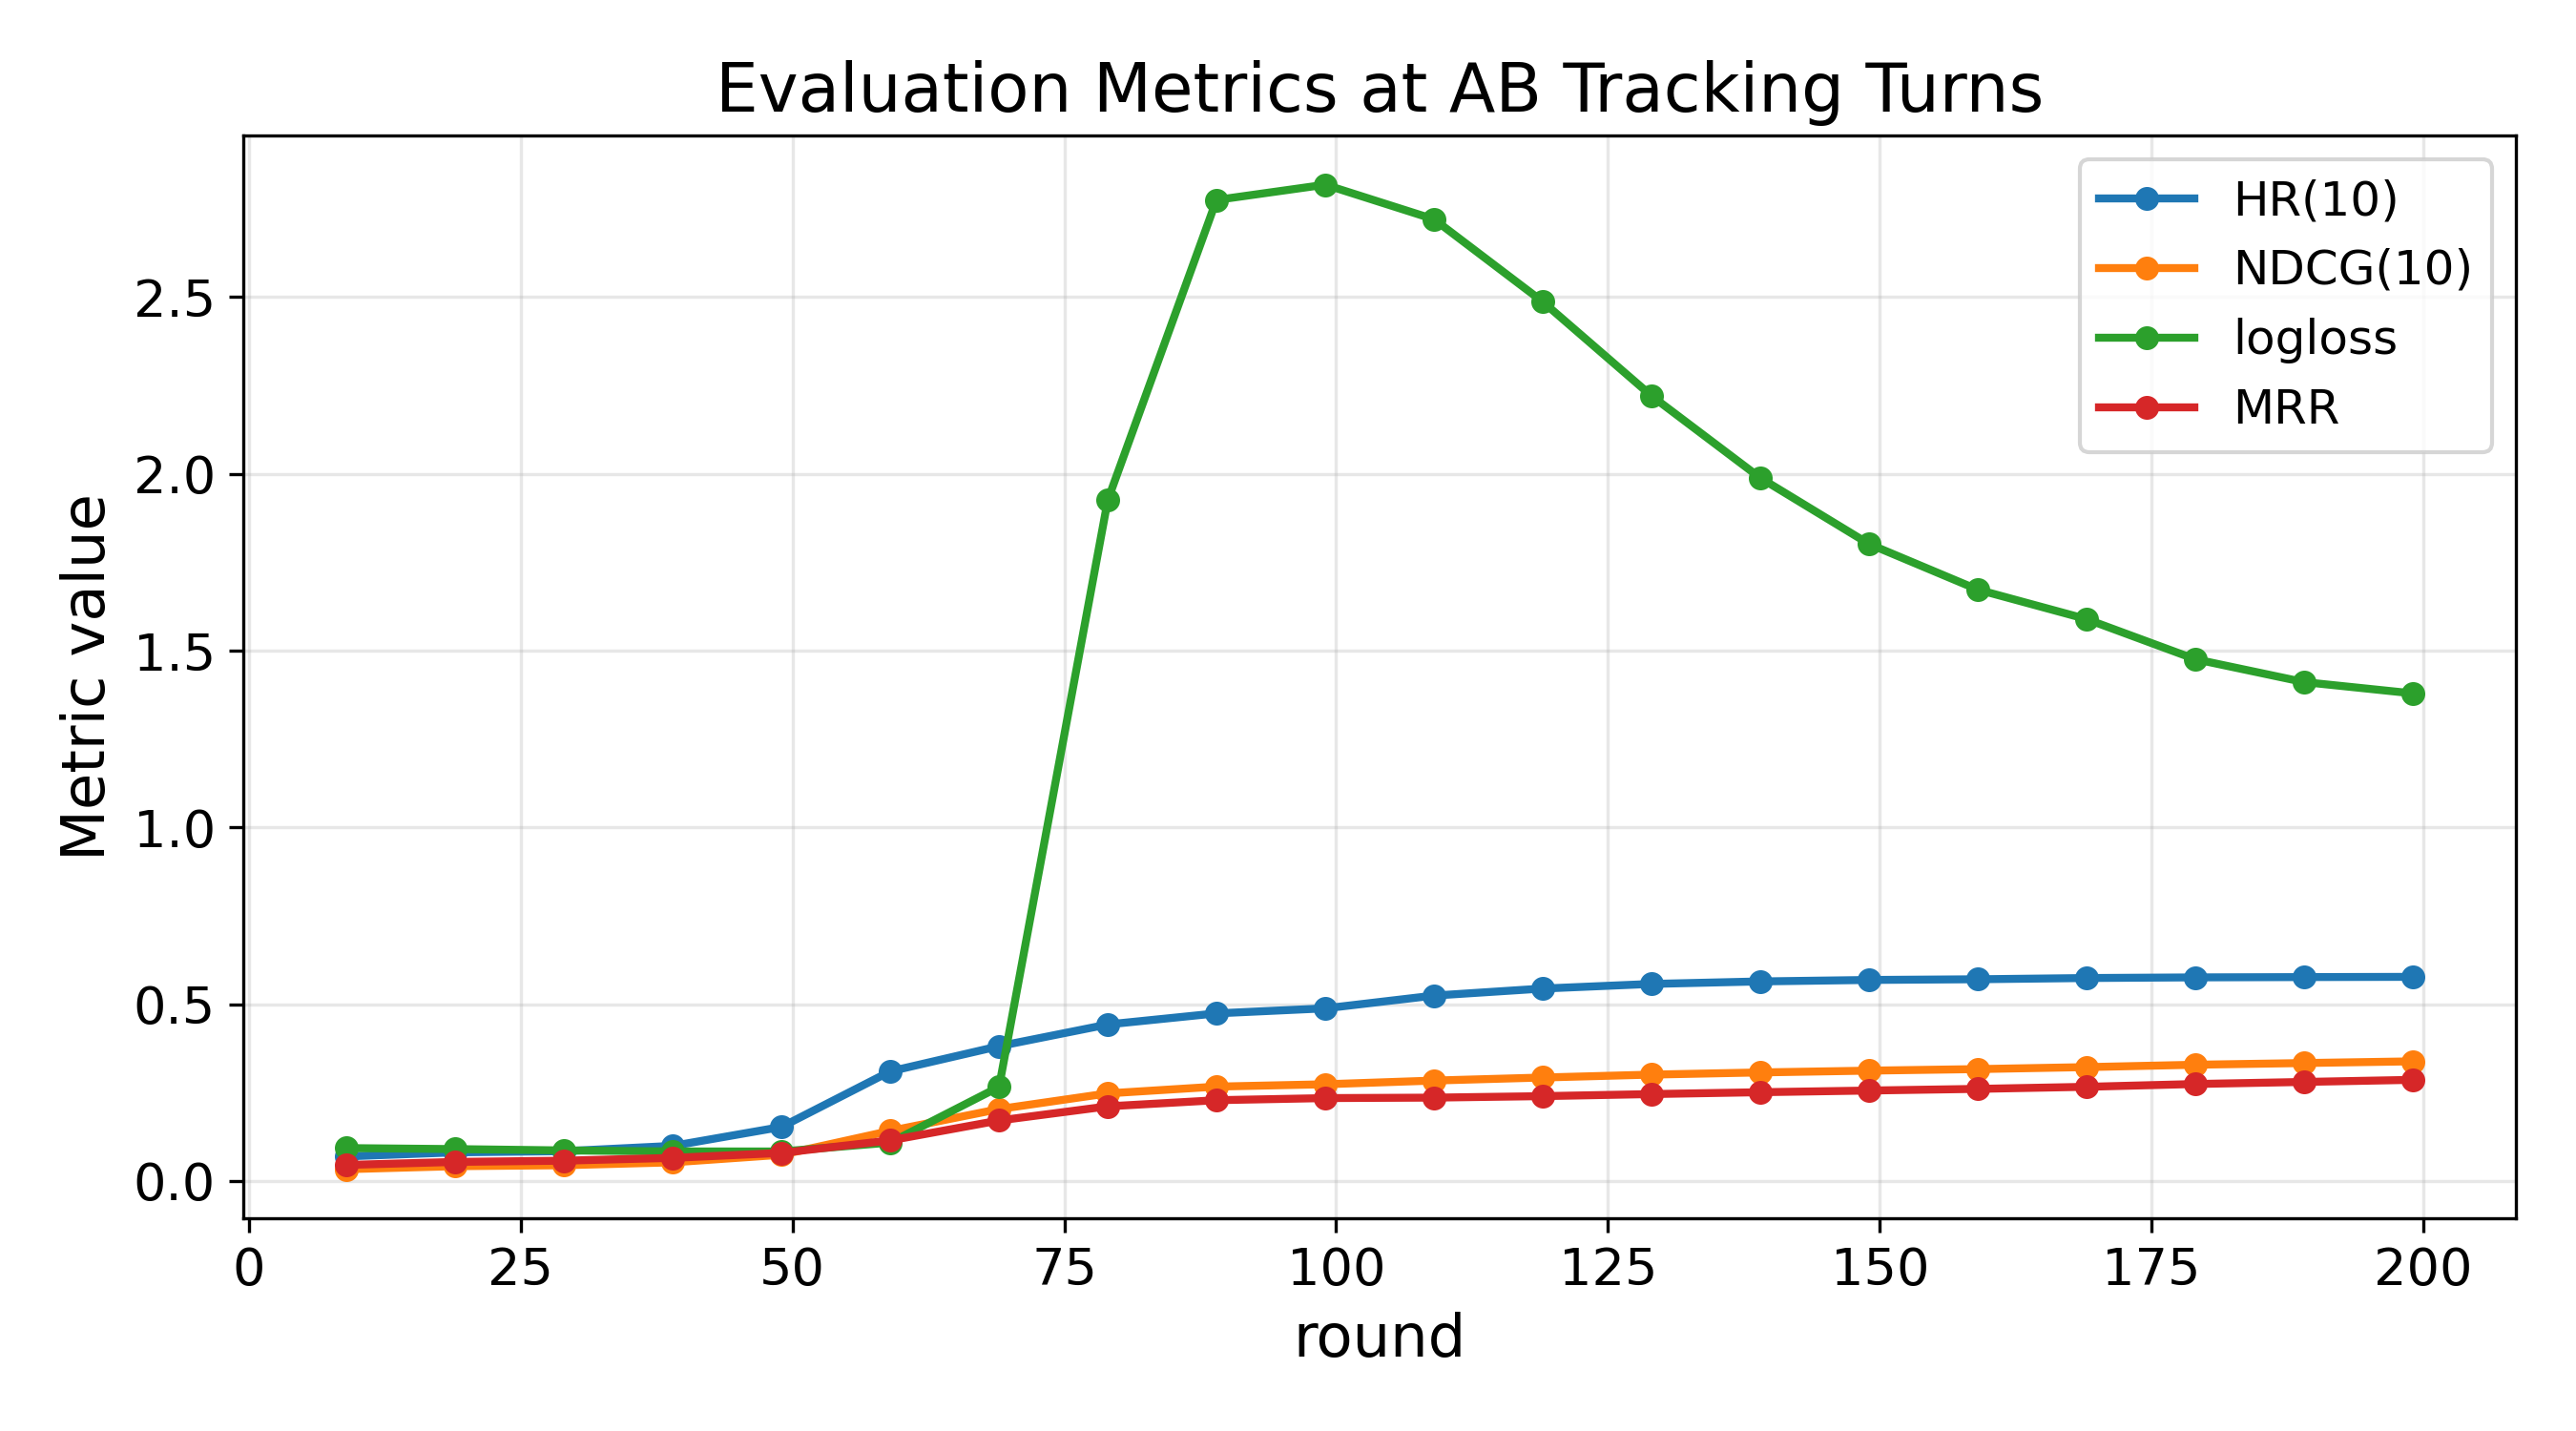 Evaluation Metrics at AB Tracking Turns
HR(10)
NDCG(10)
logloss
MRR
Metric value
2.5
2.0
1.5
1.0
0.5
0.0
0 25 50 75 100 125 150 175 200
round